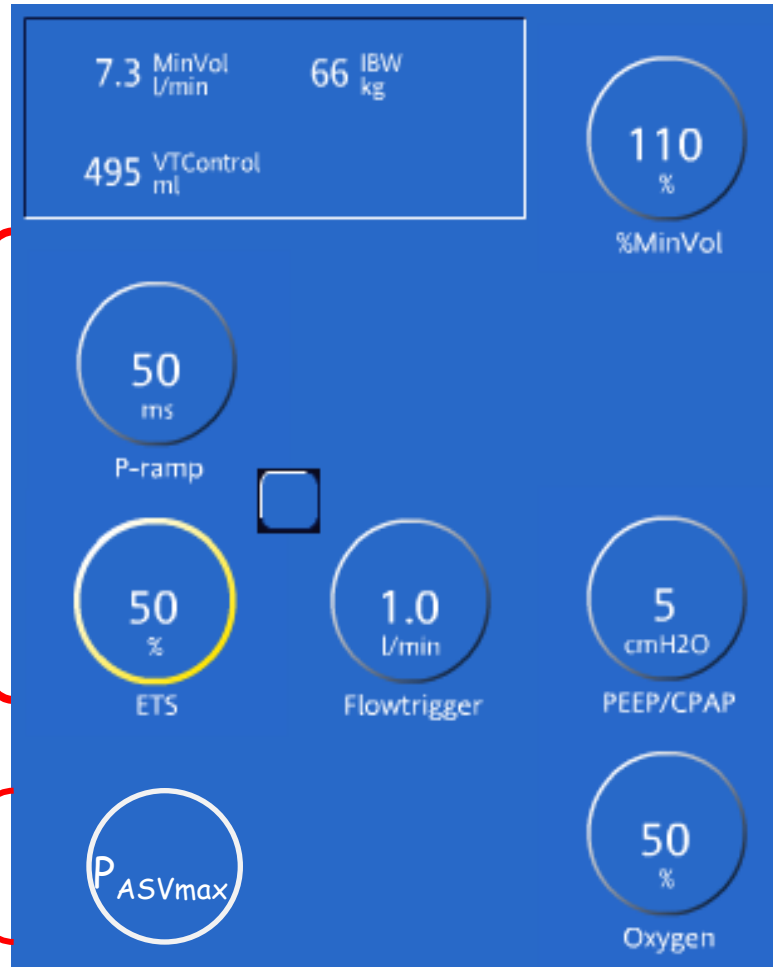 7.3 MinVol l/min 66 IBW kg
495 VTControl ml
110
%
%MinVol
50
ms
P-ramp
50
%
ETS
1.0
l/min
Flowtrigger
5
cmH2O
PEEP/CPAP
PASVmax
50
%
Oxygen